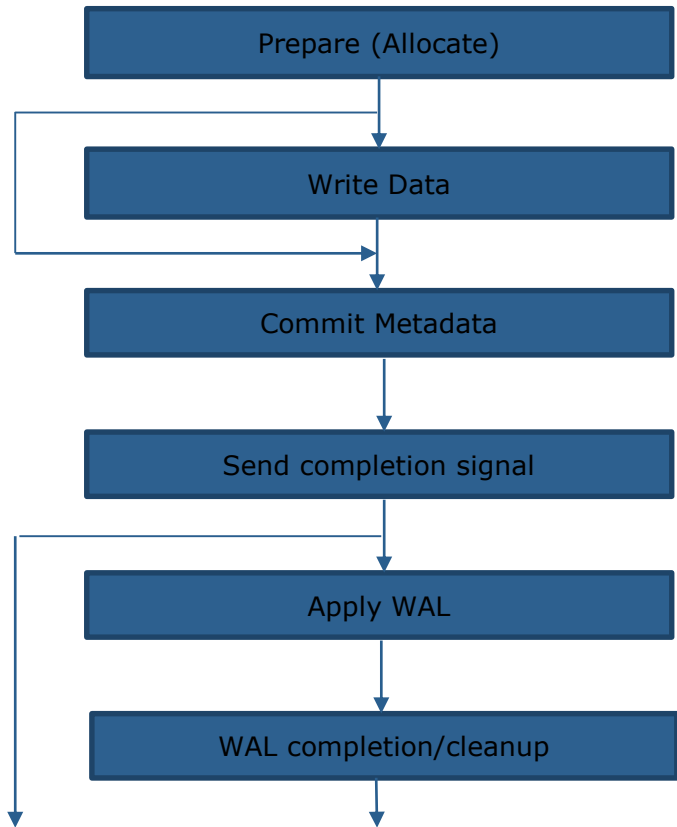 Prepare (Allocate)
Write Data
Commit Metadata
Send completion signal
Apply WAL
WAL completion/cleanup